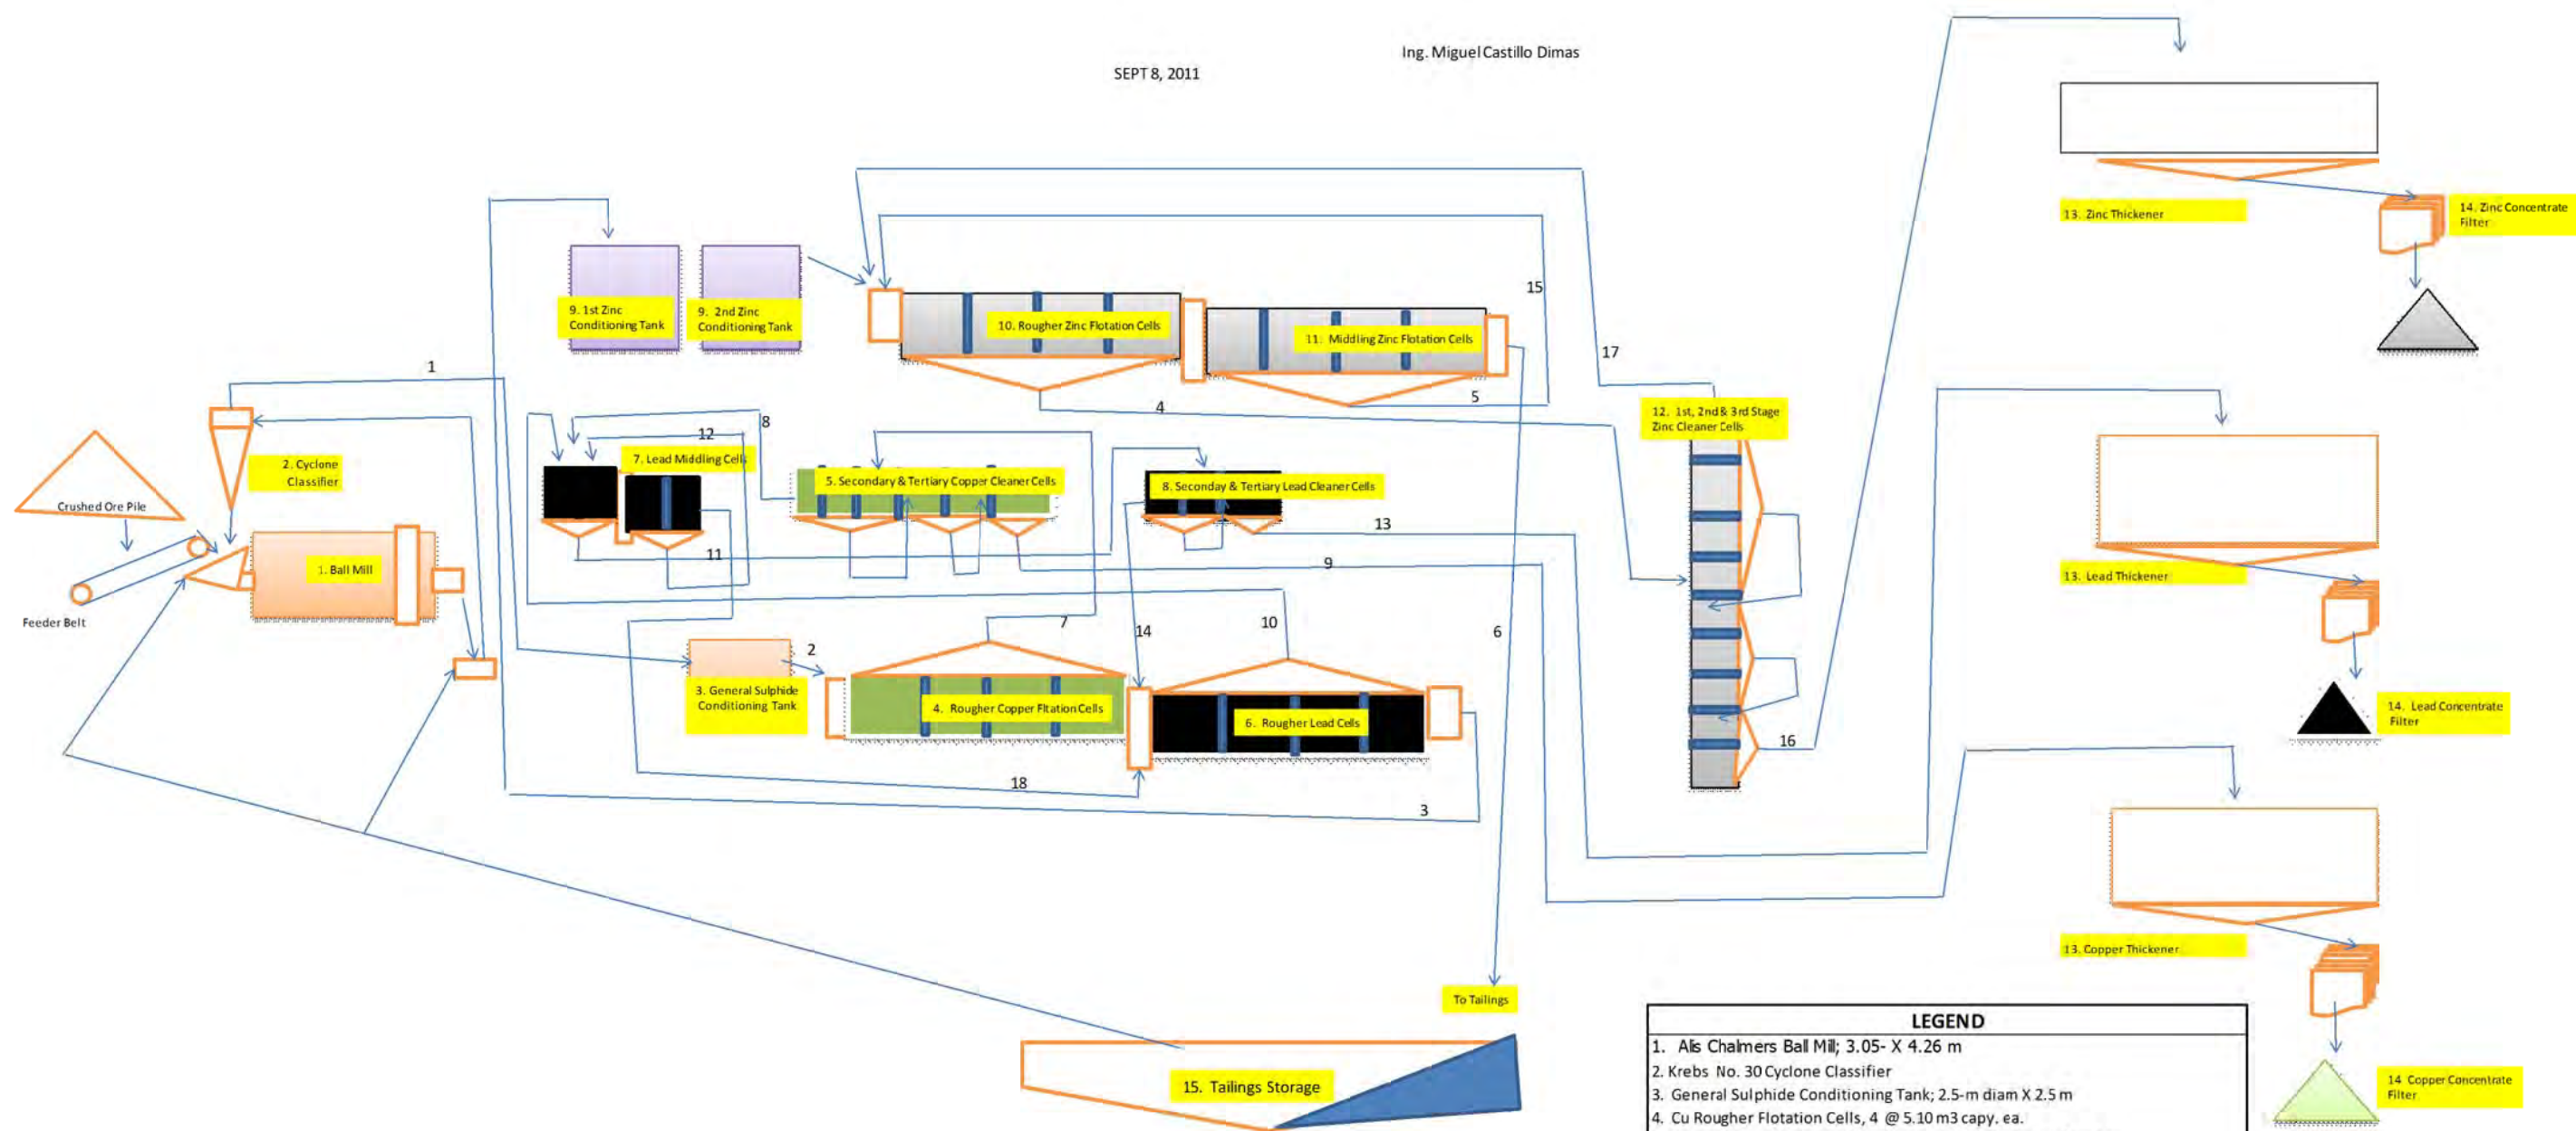 Ing. Miguel Castillo Dimas
SEPT 8, 2011
13. Zinc Thickener
14. Zinc Concentrate
Filter
9. 1st Zinc
Conditioning Tank
9. 2nd Zinc
Conditioning Tank
10. Rougher Zinc Flotation Cells
11. Middling Zinc Flotation Cells
15
17
1
4
5
12. 1st, 2nd & 3rd Stage
Zinc Cleaner Cells
8
12
7. Lead Middling Cells
2. Cyclone
Classifier
5. Secondary & Tertiary Copper Cleaner Cells
8. Seconday & Tertiary Lead Cleaner Cells
Crushed Ore Pile
13
11
9
1. Ball Mill
13. Lead Thickener
Feeder Belt
7
14
10
6
2
3. General Sulphide
Conditioning Tank
4. Rougher Copper Fltation Cells
6. Rougher Lead Cells
14. Lead Concentrate
Filter
16
18
3
13. Copper Thickener
To Tailings
15. Tailings Storage
14 Copper Concentrate
Filter
LEGEND
1. Alis Chalmers Ball Mill; 3.05- X 4.26 m
2. Krebs No. 30 Cyclone Classifier
3. General Sulphide Conditioning Tank; 2.5-m diam X 2.5 m
4. Cu Rougher Flotation Cells, 4 @ 5.10 m3 capy. ea.